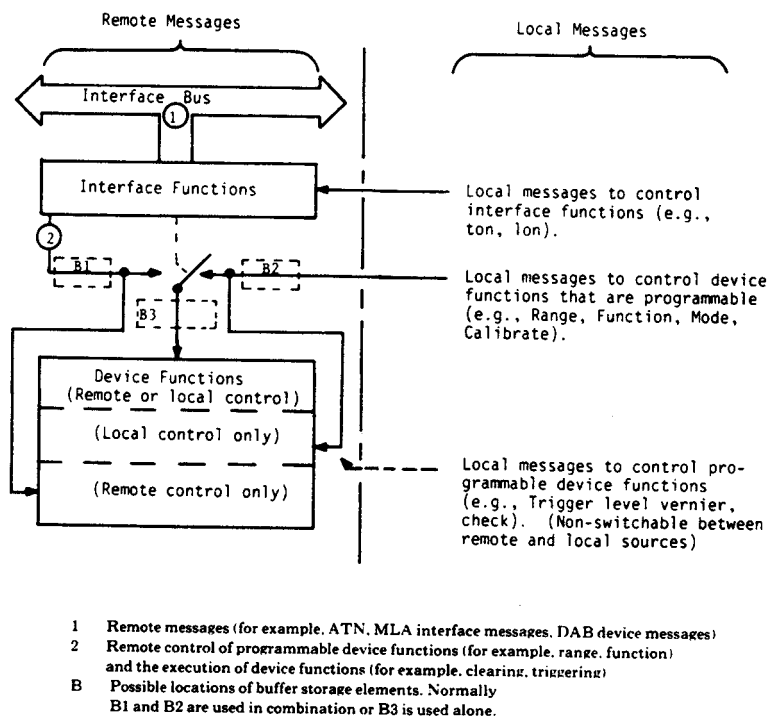 Remote Messages
Local Messages
Interface Bus
1
Interface Functions
Local messages to control
interface functions (e.g.,
ton, lon).
2
B1
B2
Local messages to control device
functions that are programmable
(e.g., Range, Function, Mode,
Calibrate).
B3
Device Functions
(Remote or local control)
(Local control only)
(Remote control only)
Local messages to control pro-
grammable device functions
(e.g., Trigger level vernier,
check). (Non-switchable between
remote and local sources)
1 Remote messages (for example, ATN, MLA interface messages, DAB device messages)
2 Remote control of programmable device functions (for example, range, function)
and the execution of device functions (for example, clearing, triggering)
B Possible locations of buffer storage elements. Normally
B1 and B2 are used in combination or B3 is used alone.